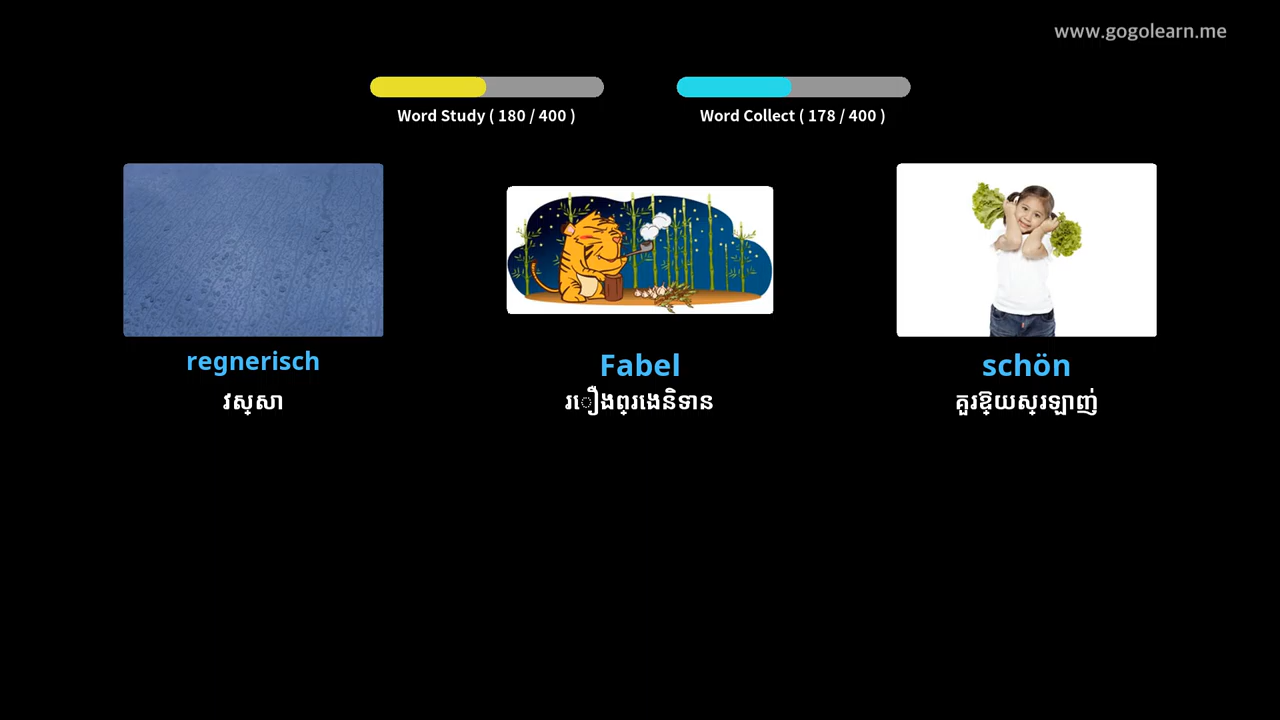 www.gogolearn.me
Word Study ( 180 / 400 )
Word Collect ( 178 / 400 )
regnerisch
Fabel
schön
វស្សា
រឿងព្រេងនិទាន
គួរឱ្យស្រឡាញ់